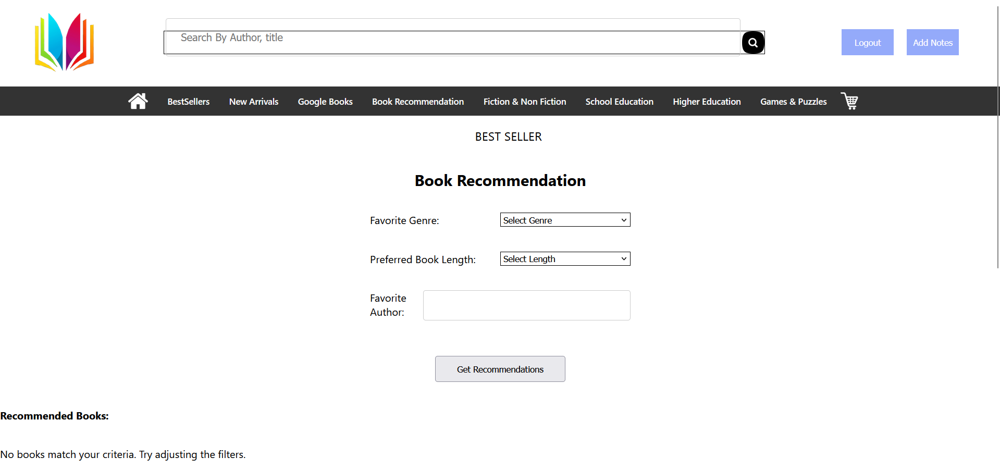 Search By Author, title
Logout
Add Notes
BestSellers
New Arrivals
Google Books
Book Recommendation
Fiction & Non Fiction
School Education
Higher Education
Games & Puzzles
BEST SELLER
Book Recommendation
Favorite Genre:
Select Genre
Preferred Book Length:
Select Length
Favorite
Author:
Get Recommendations
Recommended Books:
No books match your criteria. Try adjusting the filters.